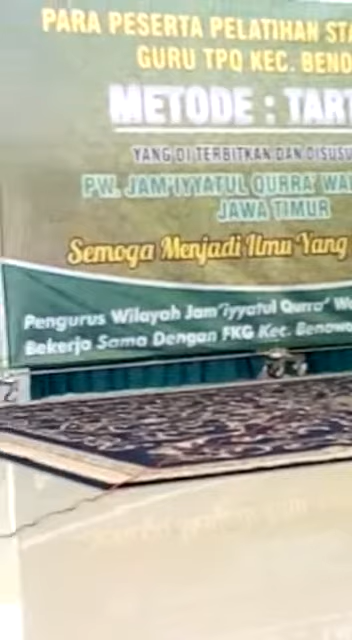 PARA PESERTA PELATIHAN
GURU TPQ KEC.
METODE :
YANG DI TERBITKAN DAN
PW. JAM'IYYATUL QURRA'
JAWA TIMUR
Semoga Menjadi Ilmu Yang
Pengurus Wilayah Jam'iyyatul Qurra'
Bekerja Sama Dengan FKG Kec.